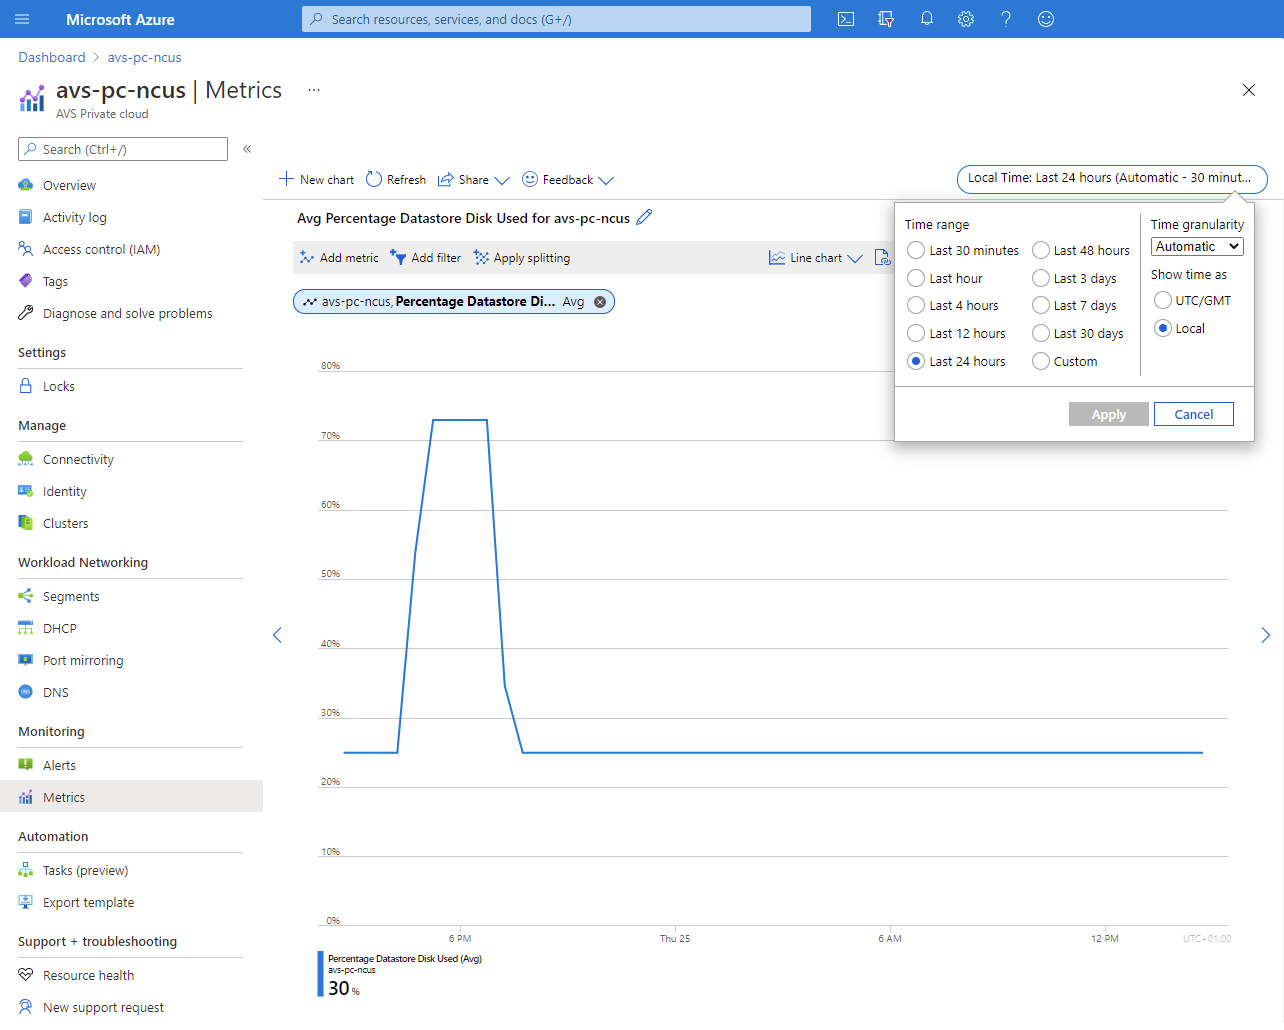 Microsoft Azure
Search resources, services, and docs (G+/)
Dashboard > avs-pc-ncus
avs-pc-ncus | Metrics ...
AVS Private cloud
Search (Ctrl+/) «
Overview
Activity log
Access control (IAM)
Tags
Diagnose and solve problems
Settings
Locks
Manage
Connectivity
Identity
Clusters
Workload Networking
Segments
DHCP
Port mirroring
DNS
Monitoring
Alerts
Metrics
Automation
Tasks (preview)
Export template
Support + troubleshooting
Resource health
New support request
New chart Refresh Share Feedback
Local Time: Last 24 hours (Automatic - 30 minut...
Avg Percentage Datastore Disk Used for avs-pc-ncus
Add metric Add filter Apply splitting Line chart
avs-pc-ncus, Percentage Datastore Di... Avg
Time range
Last 30 minutes Last 48 hours
Last hour Last 3 days
Last 4 hours Last 7 days
Last 12 hours Last 30 days
Last 24 hours Custom
Time granularity
Automatic
Show time as
UTC/GMT
Local
Apply Cancel
80%
70%
60%
50%
40%
30%
20%
10%
0%
6 PM Thu 25 6 AM 12 PM UTC+01:00
Percentage Datastore Disk Used (Avg)
avs-pc-ncus
30 %